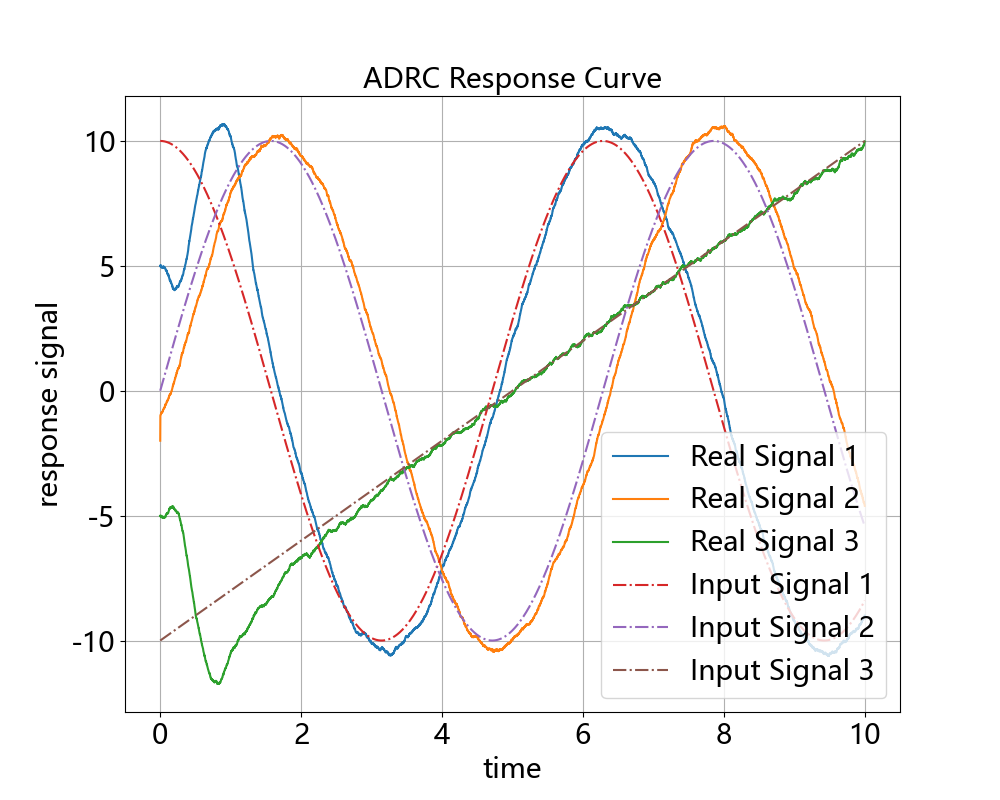 ADRC Response Curve
10
5
0
-5
-10
response signal
Real Signal 1
Real Signal 2
Real Signal 3
Input Signal 1
Input Signal 2
Input Signal 3
0 2 4 6 8 10
time